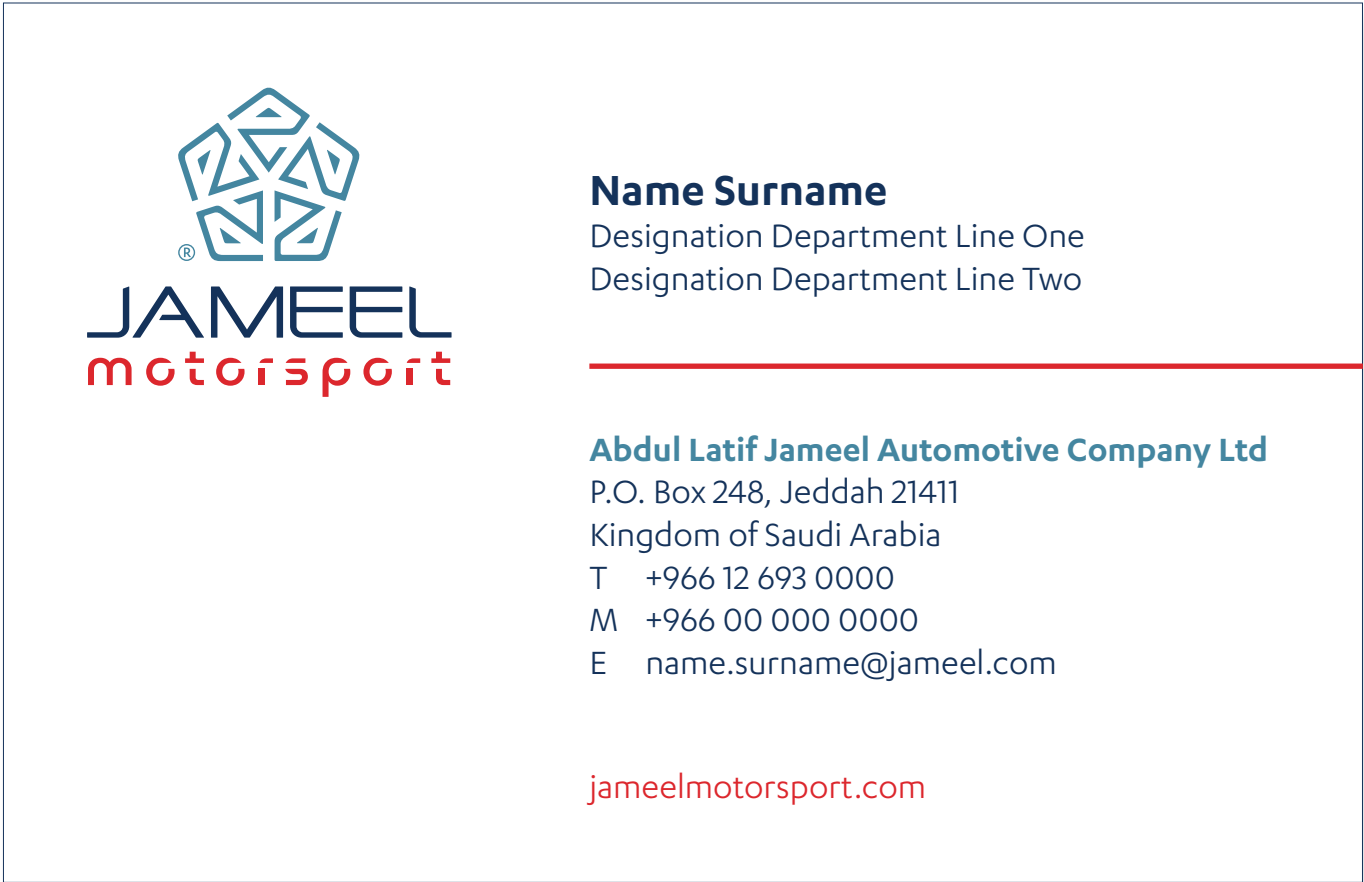 ®
JAMEEL
motorsport
Name Surname
Designation Department Line One
Designation Department Line Two
Abdul Latif Jameel Automotive Company Ltd
P.O. Box 248, Jeddah 21411
Kingdom of Saudi Arabia
T +966 12 693 0000
M +966 00 000 0000
E name.surname@jameel.com
jameelmotorsport.com